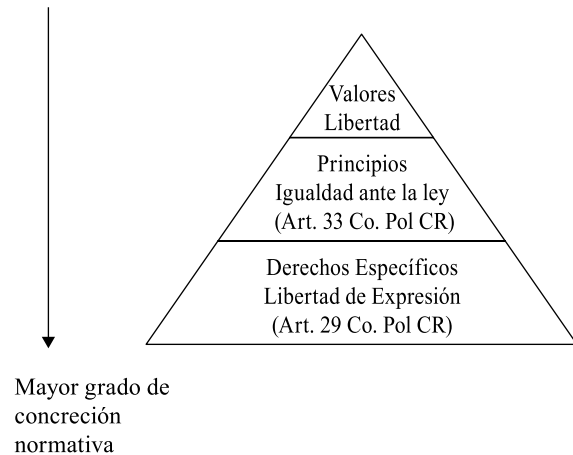 Valores
Libertad
Principios
Igualdad ante la ley
(Art. 33 Co. Pol CR)
Derechos Específicos
Libertad de Expresión
(Art. 29 Co. Pol CR)
Mayor grado de
concreción
normativa